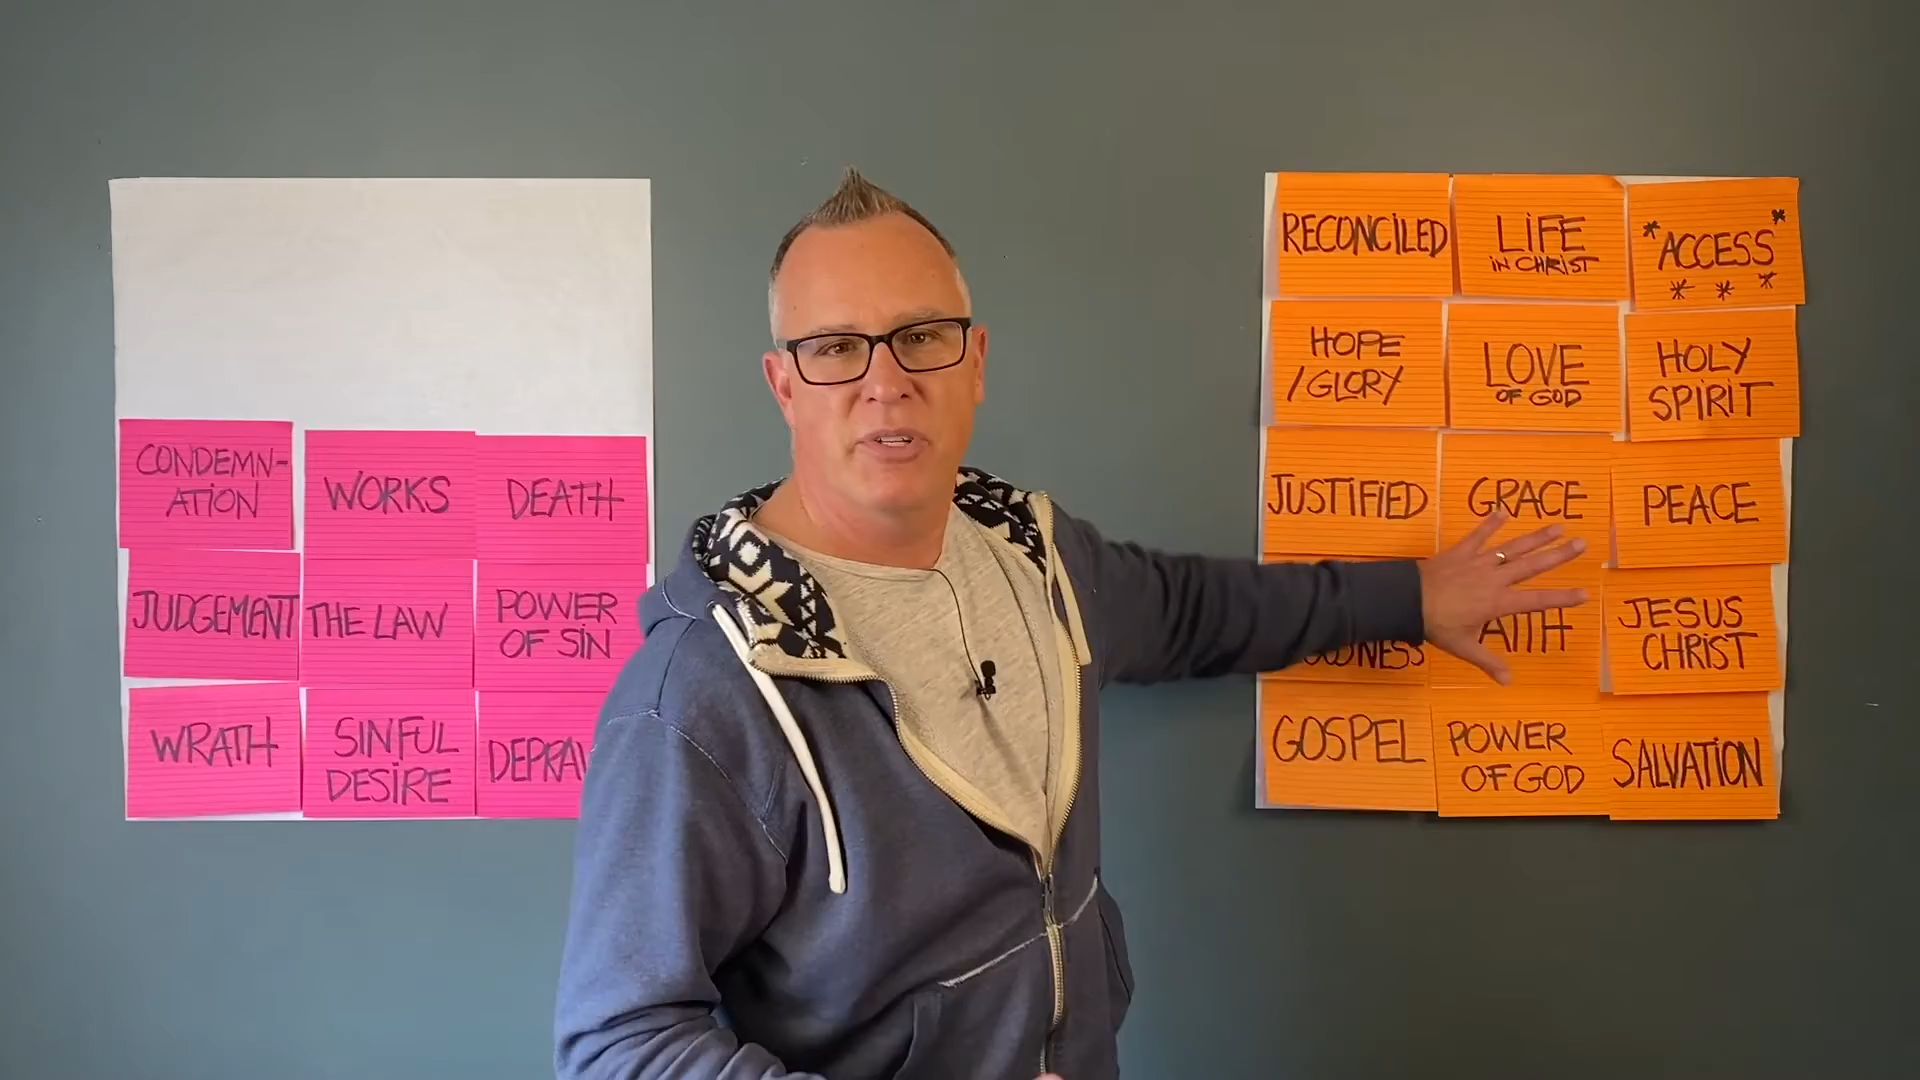 CONDEMN-
ATION
WORKS
DEATH
JUDGEMENT
THE LAW
POWER
OF SIN
WRATH
SINFUL
DESIRE
RECONCILED
LIFE
IN CHRIST
*ACCESS*
* * *
HOPE
/GLORY
LOVE
OF GOD
HOLY
SPIRIT
JUSTIFIED
GRACE
PEACE
JESUS
CHRIST
GOSPEL
POWER
OF GOD
SALVATION